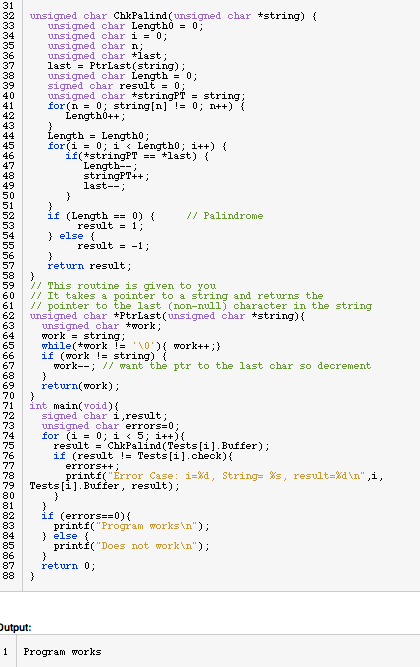 31
32 unsigned char ChkPalind(unsigned char *string) {
33    unsigned char Length0 = 0;
34    unsigned char i = 0;
35    unsigned char n;
36    unsigned char *last;
37    last = PtrLast(string);
38    unsigned char Length = 0;
39    signed char result = 0;
40    unsigned char *stringPT = string;
41    for(n = 0; string[n] != 0; n++) {
42       Length0++;
43    }
44    Length = Length0;
45    for(i = 0; i < Length0; i++) {
46       if(*stringPT == *last) {
47          Length--;
48          stringPT++;
49          last--;
50       }
51    }
52    if (Length == 0) {     // Palindrome
53         result = 1;
54    } else {
55         result = -1;
56    }
57    return result;
58 }
59 // This routine is given to you
60 // It takes a pointer to a string and returns the
61 // pointer to the last (non-null) character in the string
62 unsigned char *PtrLast(unsigned char *string){
63   unsigned char *work;
64   work = string;
65   while(*work != '\0'){ work++;}
66   if (work != string) {
67     work--; // want the ptr to the last char so decrement
68   }
69   return(work);
70 }
71 int main(void){
72   signed char i,result;
73   unsigned char errors=0;
74   for (i = 0; i < 5; i++){
75     result = ChkPalind(Tests[i].Buffer);
76     if (result != Tests[i].check){
77       errors++;
78       printf("Error Case: i=%d, String= %s, result=%d\n",i,
79 Tests[i].Buffer, result);
80     }
81   }
82   if (errors==0){
83     printf("Program works\n");
84   } else {
85     printf("Does not work\n");
86   }
87   return 0;
88 }
Output:
1 Program works